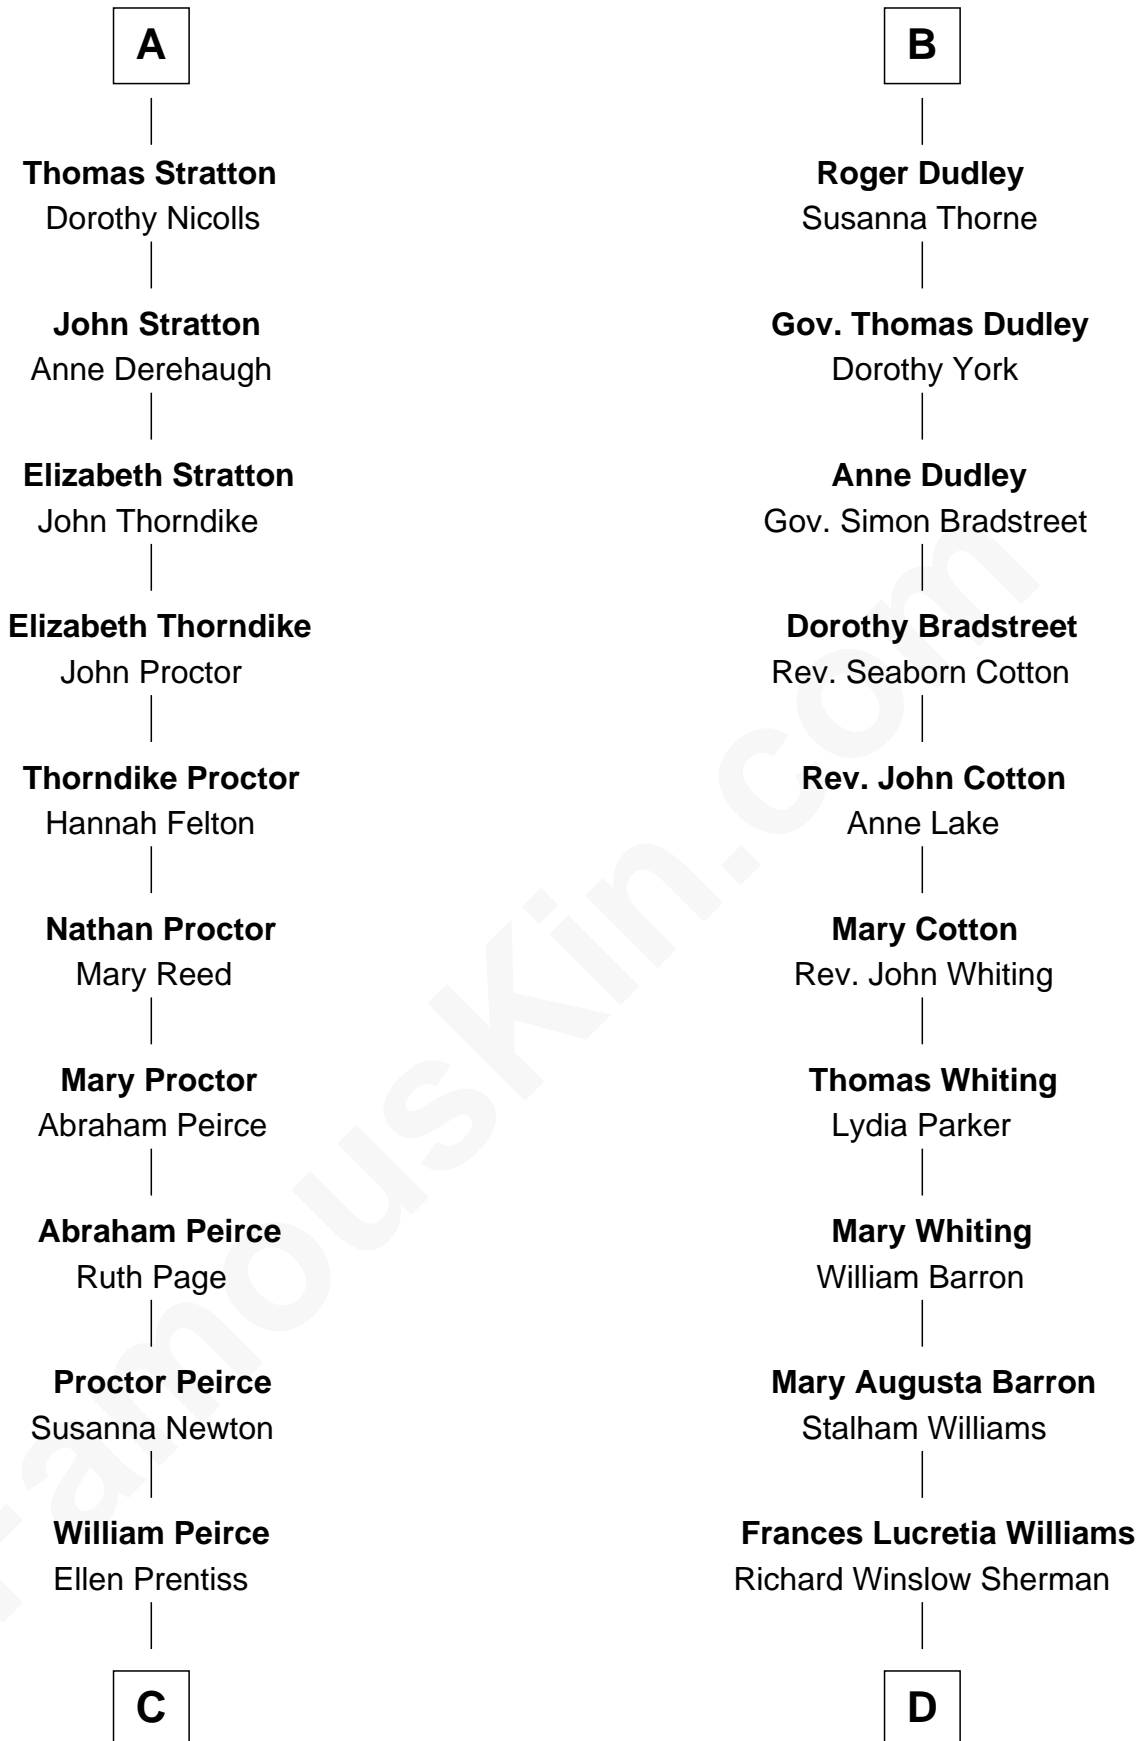 A
Thomas Stratton
Dorothy Nicolls
John Stratton
Anne Derehaugh
Elizabeth Stratton
John Thorndike
Elizabeth Thorndike
John Proctor
Thorndike Proctor
Hannah Felton
Nathan Proctor
Mary Reed
Mary Proctor
Abraham Peirce
Abraham Peirce
Ruth Page
Proctor Peirce
Susanna Newton
William Peirce
Ellen Prentiss
C
B
Roger Dudley
Susanna Thorne
Gov. Thomas Dudley
Dorothy York
Anne Dudley
Gov. Simon Bradstreet
Dorothy Bradstreet
Rev. Seaborn Cotton
Rev. John Cotton
Anne Lake
Mary Cotton
Rev. John Whiting
Thomas Whiting
Lydia Parker
Mary Whiting
William Barron
Mary Augusta Barron
Stalham Williams
Frances Lucretia Williams
Richard Winslow Sherman
D
FamousKin.com